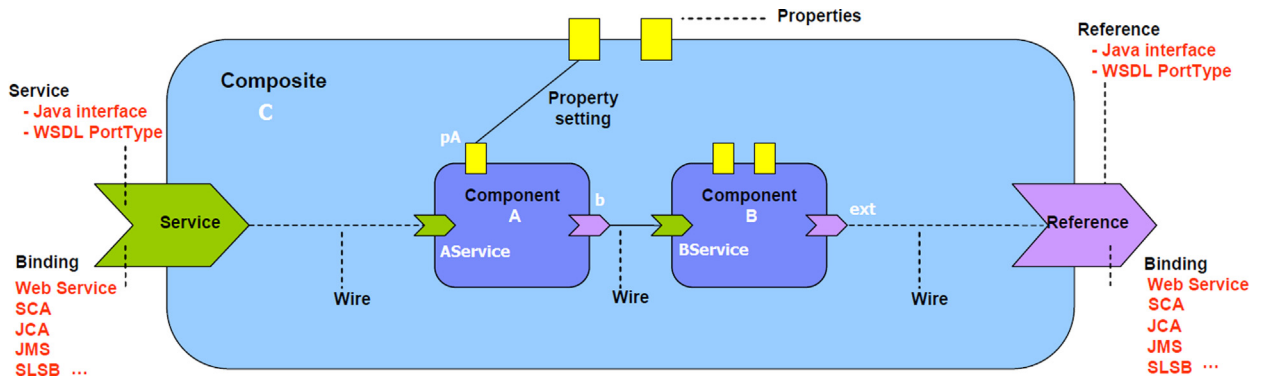 Properties
Reference
- Java interface
- WSDL PortType
Composite
C
Service
- Java interface
- WSDL PortType
Property
setting
pA
Component
A
b
Component
B
ext
Service
Reference
AService
BService
Binding
Web Service
SCA
JCA
JMS
SLSB ...
Wire
Wire
Wire
Binding
Web Service
SCA
JCA
JMS
SLSB ...